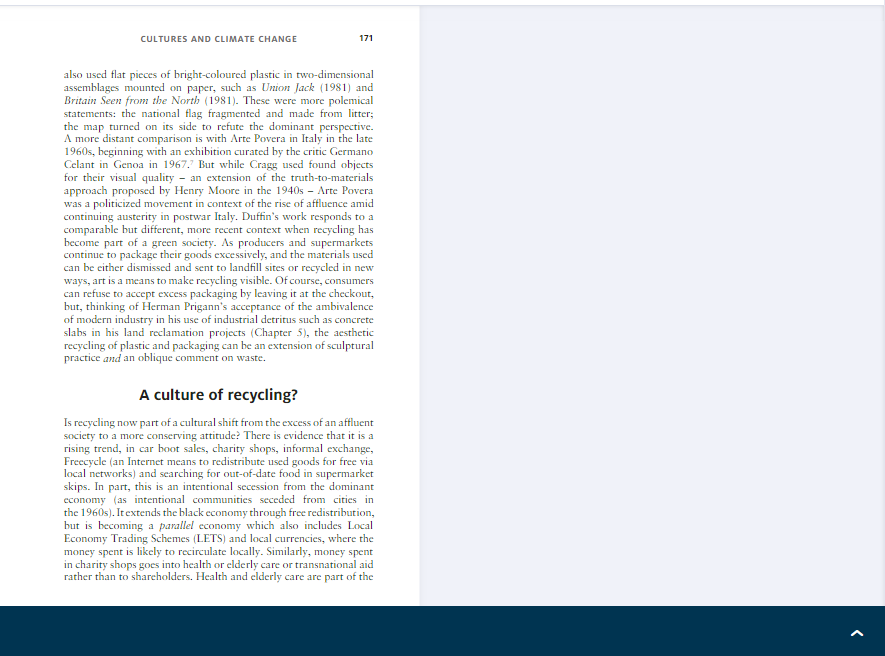 CULTURES AND CLIMATE CHANGE 171
also used flat pieces of bright-coloured plastic in two-dimensional
assemblages mounted on paper, such as Union Jack (1981) and
Britain Seen from the North (1981). These were more polemical
statements: the national flag fragmented and made from litter;
the map turned on its side to refute the dominant perspective.
A more distant comparison is with Arte Povera in Italy in the late
1960s, beginning with an exhibition curated by the critic Germano
Celant in Genoa in 1967.7 But while Cragg used found objects
for their visual quality – an extension of the truth-to-materials
approach proposed by Henry Moore in the 1940s – Arte Povera
was a politicized movement in context of the rise of affluence amid
continuing austerity in postwar Italy. Duffin's work responds to a
comparable but different, more recent context when recycling has
become part of a green society. As producers and supermarkets
continue to package their goods excessively, and the materials used
can be either dismissed and sent to landfill sites or recycled in new
ways, art is a means to make recycling visible. Of course, consumers
can refuse to accept excess packaging by leaving it at the checkout,
but, thinking of Herman Prigann's acceptance of the ambivalence
of modern industry in his use of industrial detritus such as concrete
slabs in his land reclamation projects (Chapter 5), the aesthetic
recycling of plastic and packaging can be an extension of sculptural
practice and an oblique comment on waste.
A culture of recycling?
Is recycling now part of a cultural shift from the excess of an affluent
society to a more conserving attitude? There is evidence that it is a
rising trend, in car boot sales, charity shops, informal exchange,
Freecycle (an Internet means to redistribute used goods for free via
local networks) and searching for out-of-date food in supermarket
skips. In part, this is an intentional secession from the dominant
economy (as intentional communities seceded from cities in
the 1960s). It extends the black economy through free redistribution,
but is becoming a parallel economy which also includes Local
Economy Trading Schemes (LETS) and local currencies, where the
money spent is likely to recirculate locally. Similarly, money spent
in charity shops goes into health or elderly care or transnational aid
rather than to shareholders. Health and elderly care are part of the